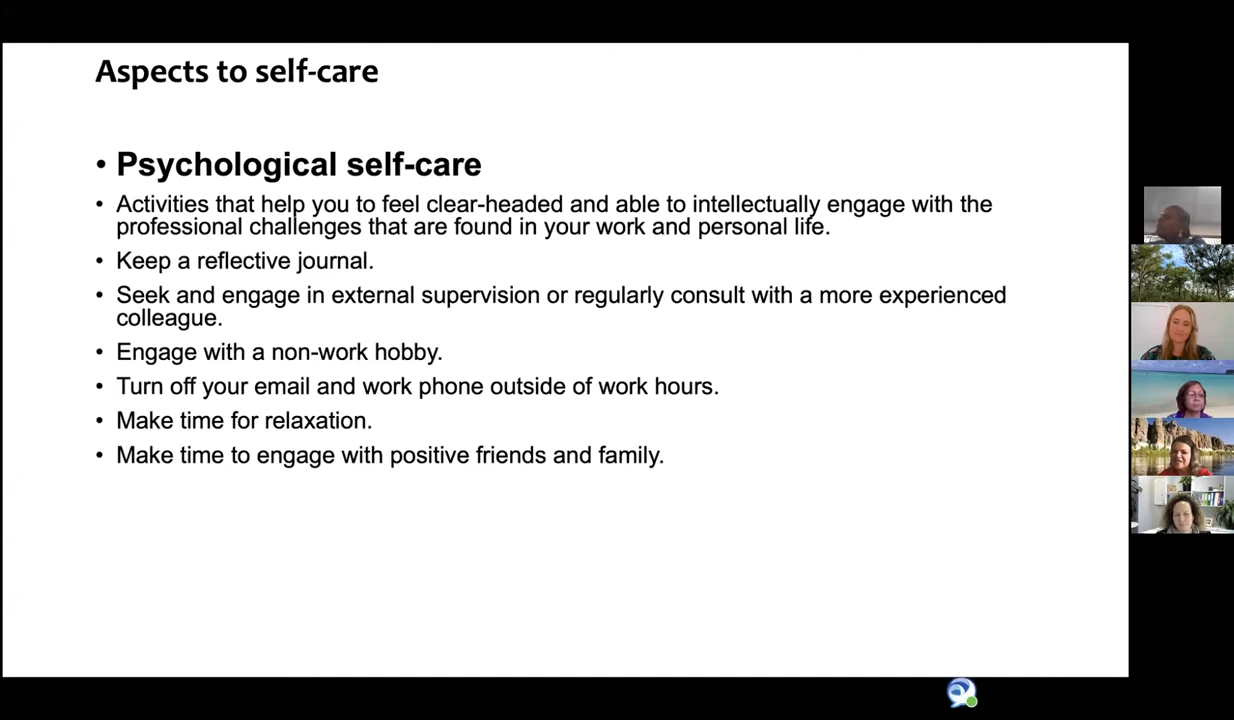 Aspects to self-care
• Psychological self-care
• Activities that help you to feel clear-headed and able to intellectually engage with the
professional challenges that are found in your work and personal life.
• Keep a reflective journal.
• Seek and engage in external supervision or regularly consult with a more experienced
colleague.
• Engage with a non-work hobby.
• Turn off your email and work phone outside of work hours.
• Make time for relaxation.
• Make time to engage with positive friends and family.